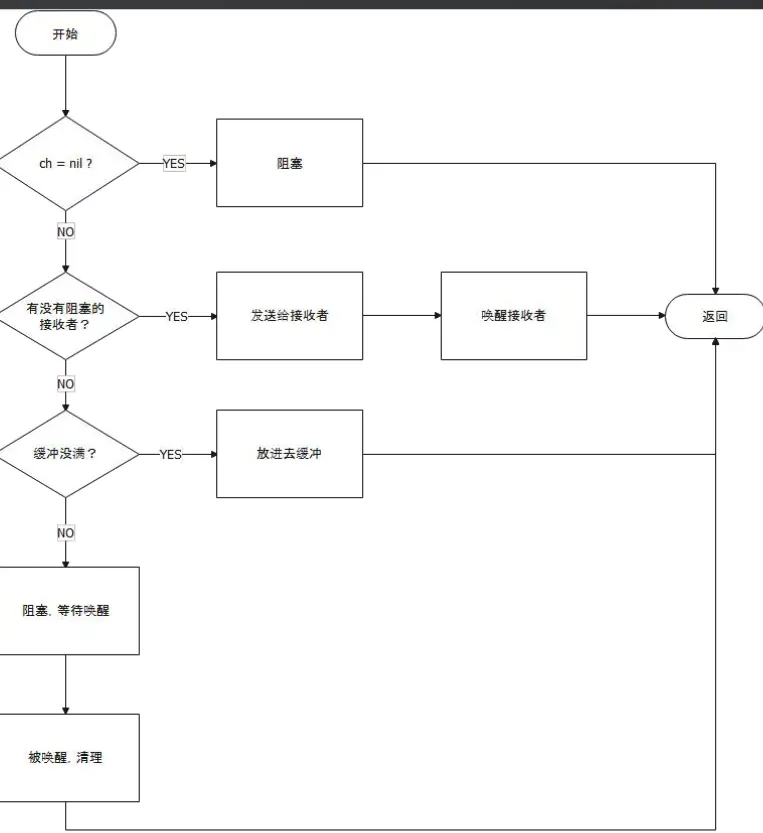 开始
ch = nil ?
YES
阻塞
NO
有没有阻塞的
接收者？
YES
发送给接收者
唤醒接收者
返回
NO
缓冲没满？
YES
放进去缓冲
NO
阻塞，等待唤醒
被唤醒，清理